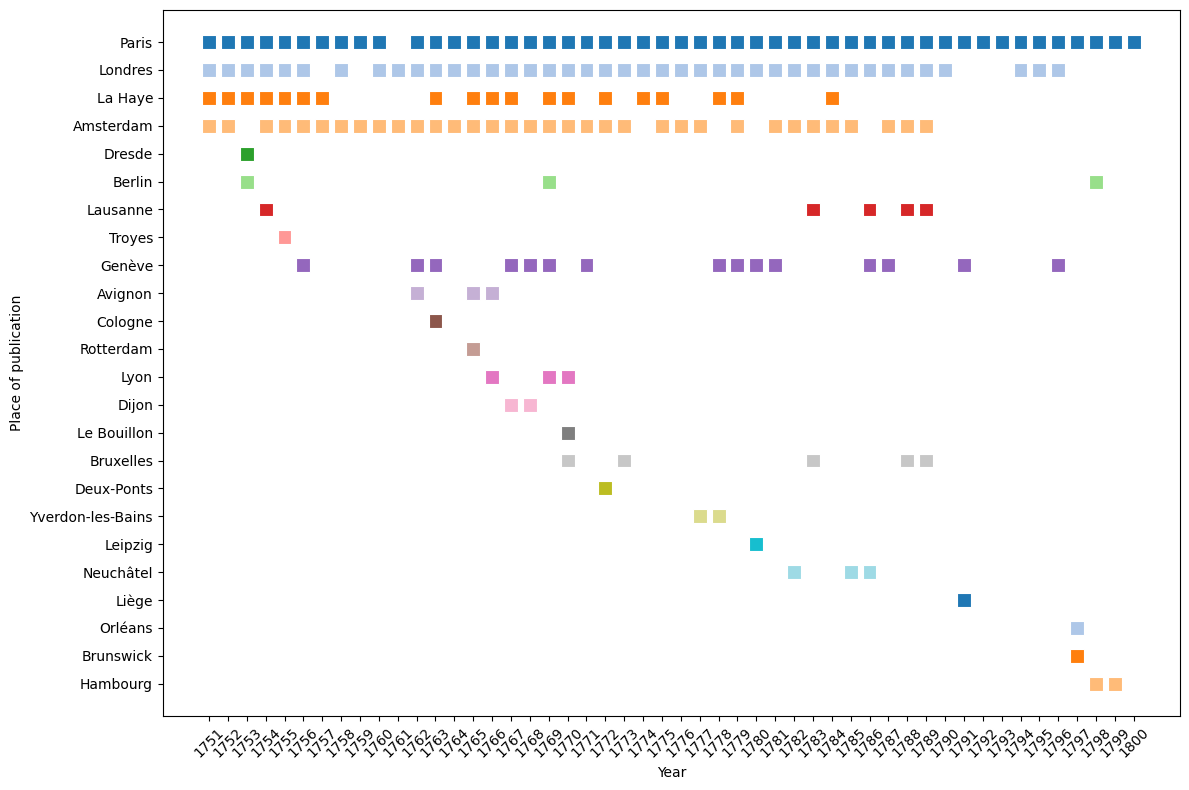 Paris
Londres
La Haye
Amsterdam
Dresde
Berlin
Lausanne
Troyes
Genève
Avignon
Cologne
Rotterdam
Lyon
Dijon
Le Bouillon
Bruxelles
Deux-Ponts
Yverdon-les-Bains
Leipzig
Neuchâtel
Liège
Orléans
Brunswick
Hambourg
Place of publication
1751 1752 1753 1754 1755 1756 1757 1758 1759 1760 1761 1762 1763 1764 1765 1766 1767 1768 1769 1770 1771 1772 1773 1774 1775 1776 1777 1778 1779 1780 1781 1782 1783 1784 1785 1786 1787 1788 1789 1790 1791 1792 1793 1794 1795 1796 1797 1798 1799 1800
Year